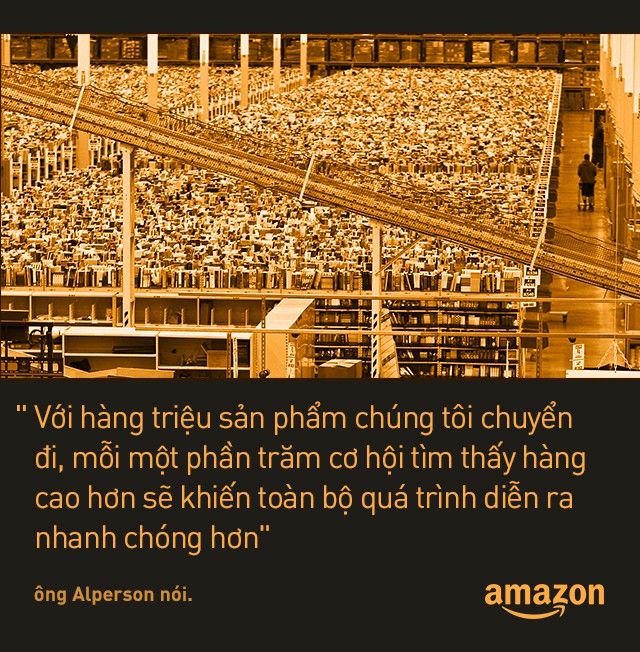 " Với hàng triệu sản phẩm chúng tôi chuyển
đi, mỗi một phần trăm cơ hội tìm thấy hàng
cao hơn sẽ khiến toàn bộ quá trình diễn ra
nhanh chóng hơn"
ông Alperson nói.
amazon